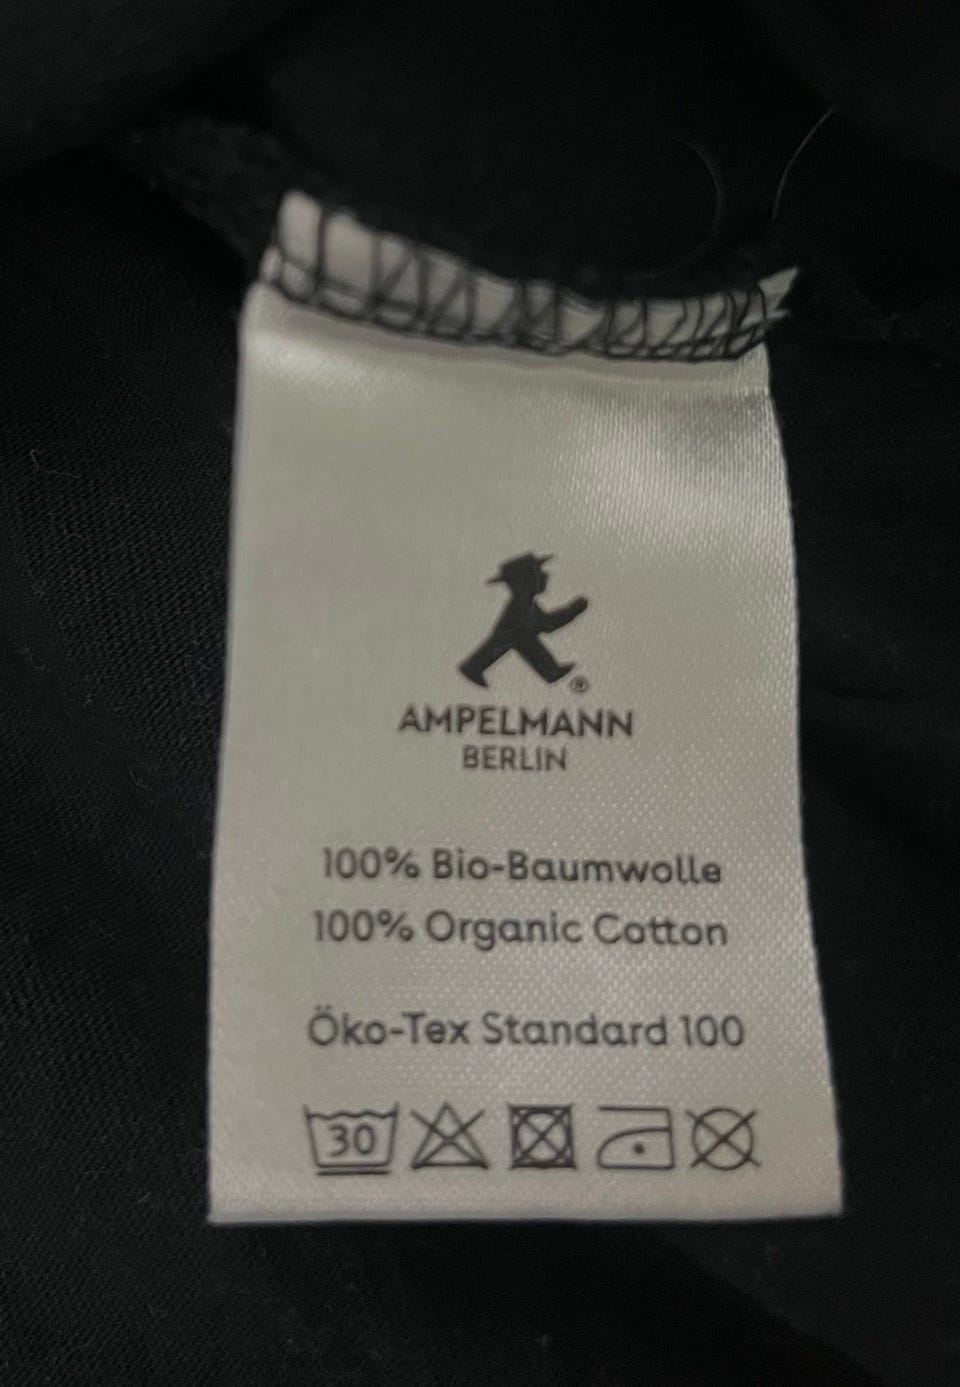 ®
AMPELMANN
BERLIN
100% Bio-Baumwolle
100% Organic Cotton
Öko-Tex Standard 100
30